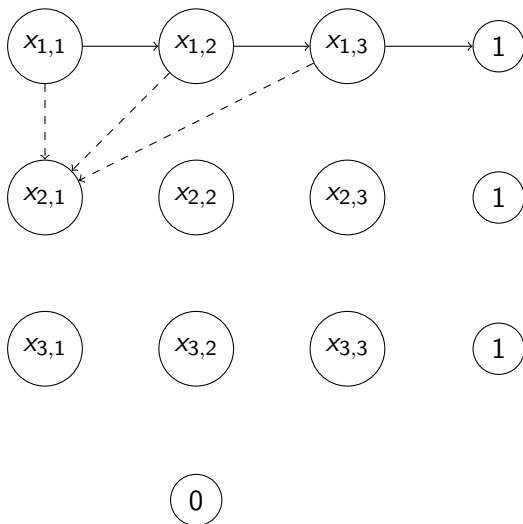 x1,1 x1,2 x1,3 1
x2,1 x2,2 x2,3 1
x3,1 x3,2 x3,3 1
0